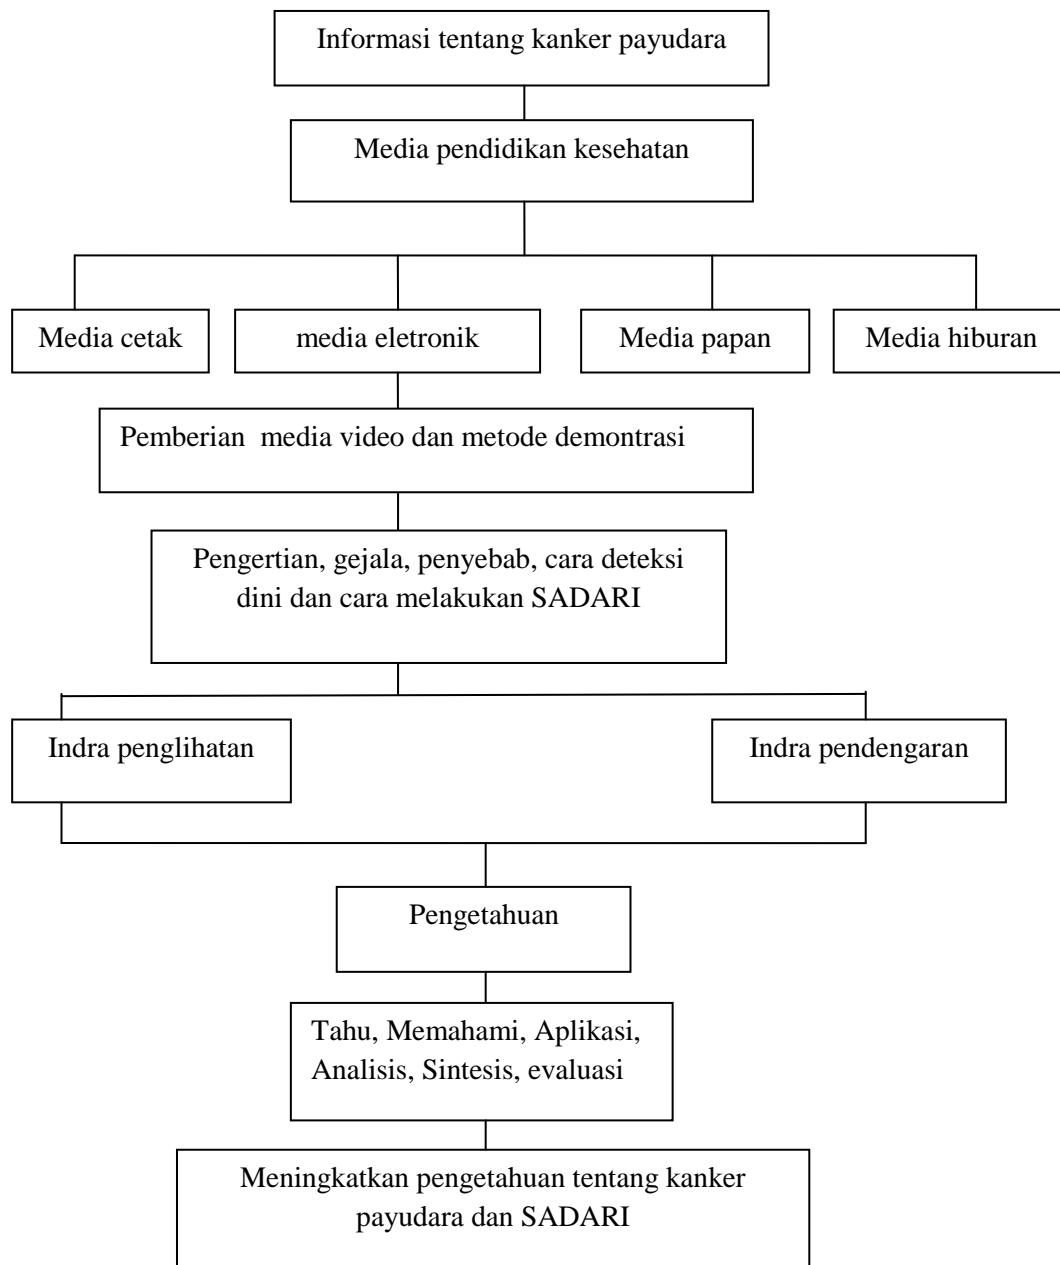 Informasi tentang kanker payudara
Media pendidikan kesehatan
Media cetak
media eletronik
Media papan
Media hiburan
Pemberian  media video dan metode demontrasi
Pengertian, gejala, penyebab, cara deteksi
dini dan cara melakukan SADARI
Indra penglihatan
Indra pendengaran
Pengetahuan
Tahu, Memahami, Aplikasi,
Analisis, Sintesis, evaluasi
Meningkatkan pengetahuan tentang kanker
payudara dan SADARI